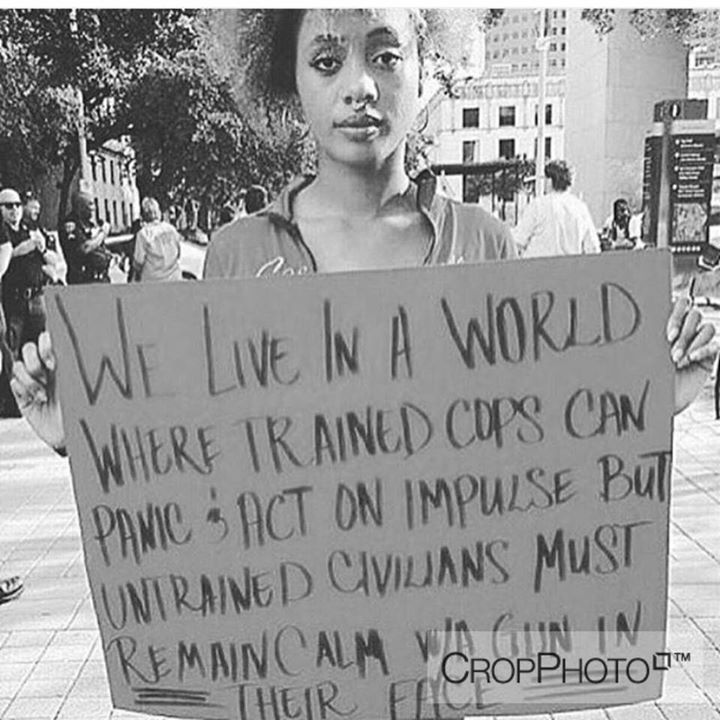 WE LIVE IN A WORLD
WHERE TRAINED COPS CAN
PANIC & ACT ON IMPULSE BUT
UNTRAINED CIVILIANS MUST
REMAIN CALM W/A GUN IN
THEIR FACE
CROPPHOTO™